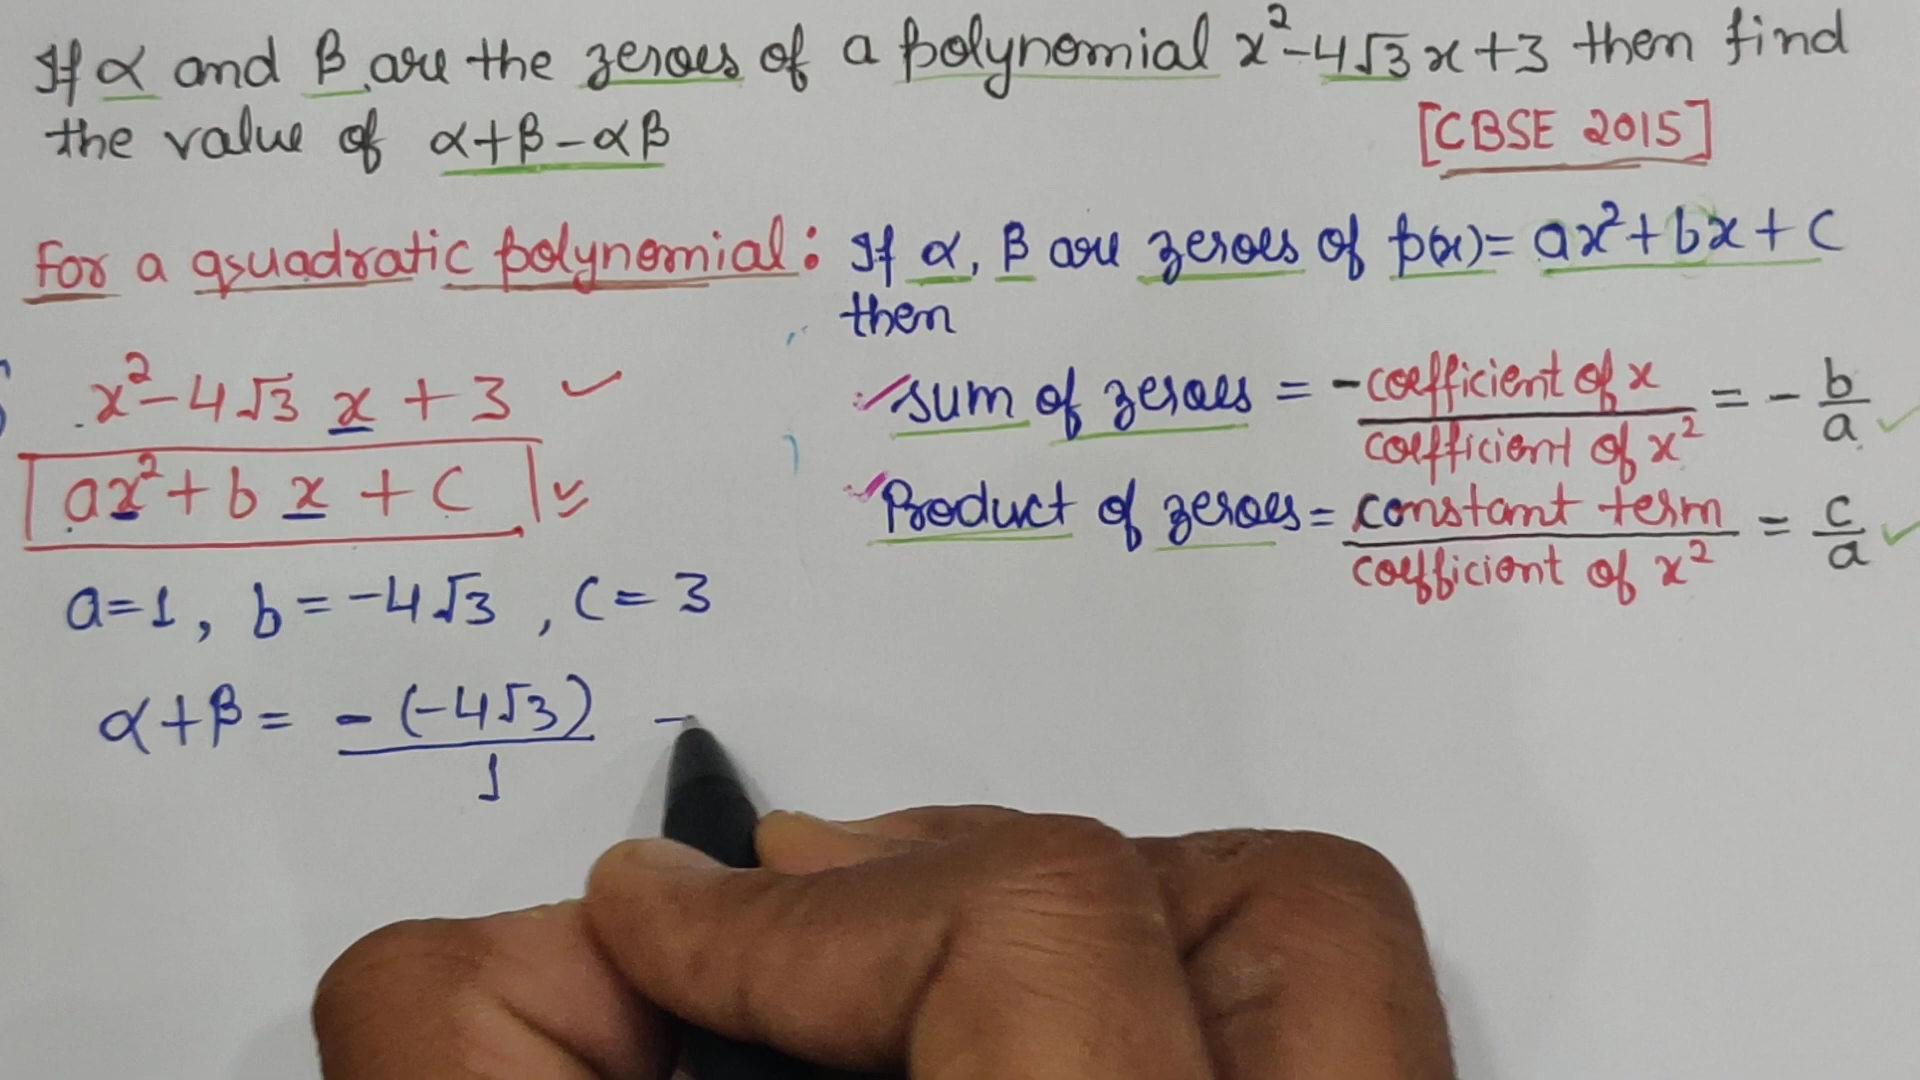 If α and β are the zeroes of a polynomial x²-4√3x+3 then find
the value of α+β-αβ
[CBSE 2015]
For a quadratic polynomial: If α, β are zeroes of p(x)= ax²+bx+c
then
x²-4√3 x + 3 ✓
ax²+b x + c
a=1, b=-4√3, c=3
α+β= -(-4√3)/1 -
✓ sum of zeroes = -coefficient of x/coefficient of x² = - b/a ✓
Product of zeroes = constant term/coefficient of x² = c/a ✓